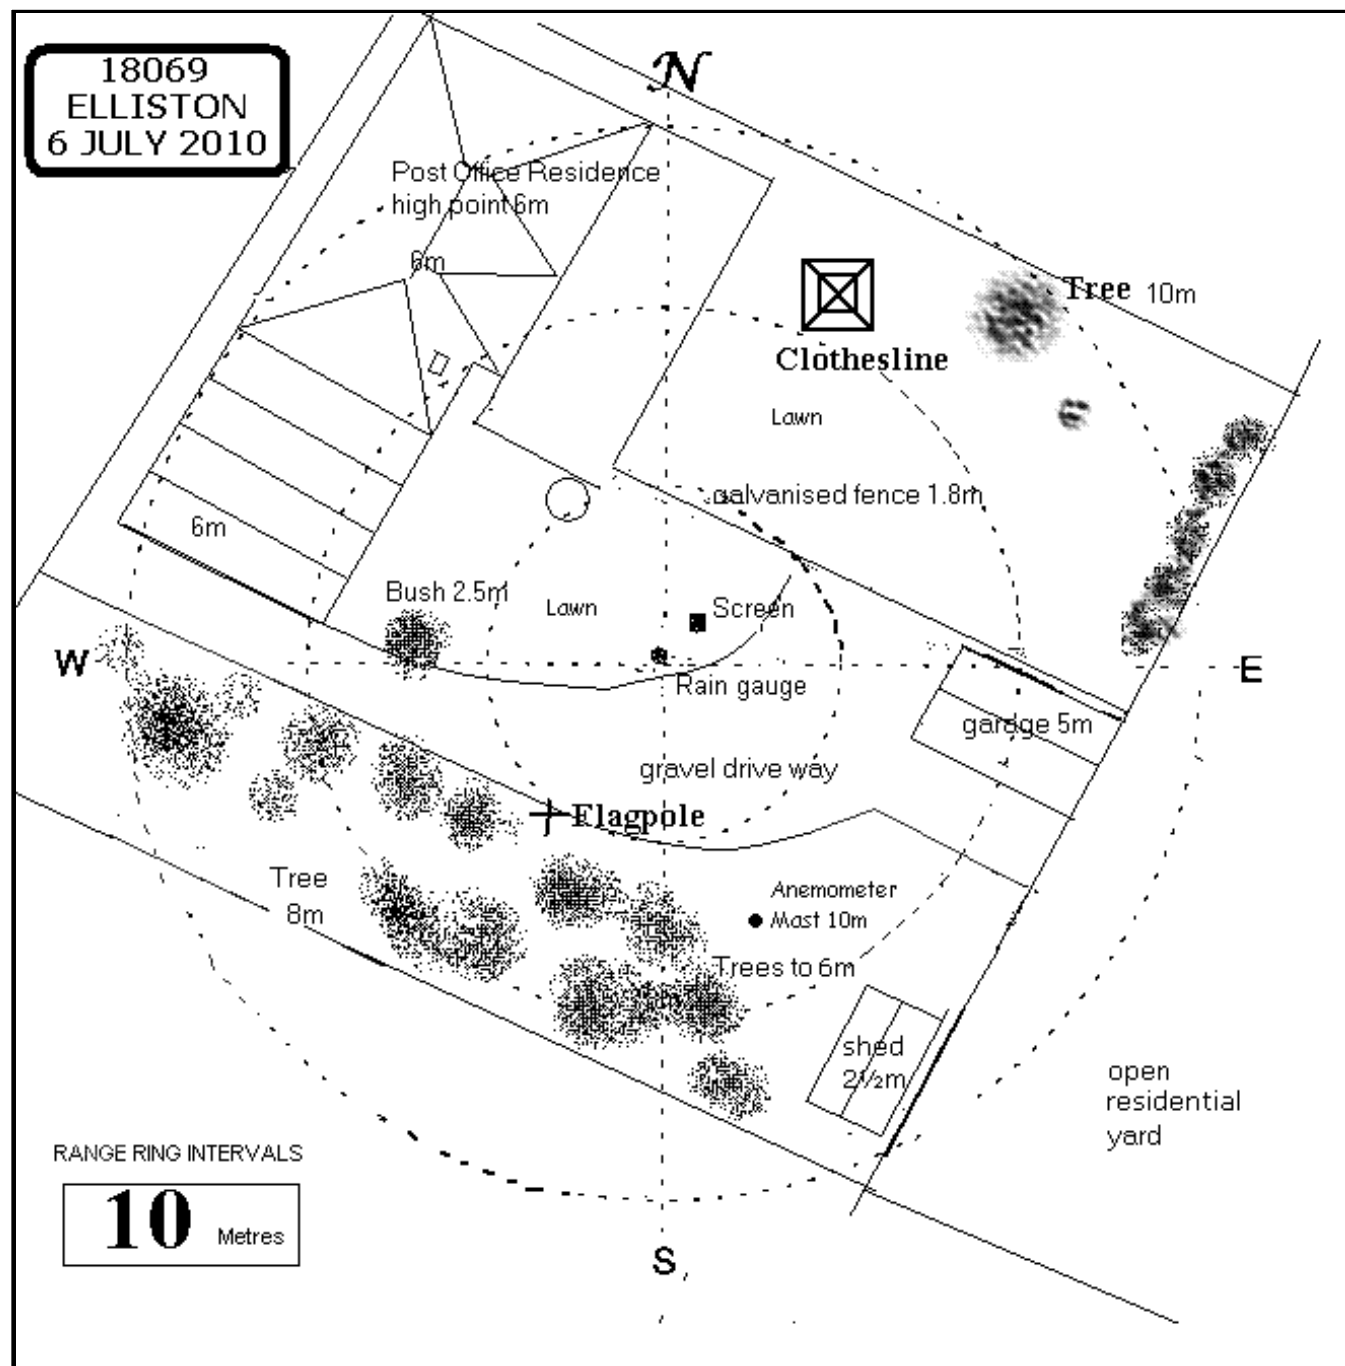 18069
ELLISTON
6 JULY 2010
N
Post Office Residence
high point 6m
6m
Tree 10m
Clothesline
Lawn
galvanised fence 1.8m
6m
Bush 2.5m
Lawn
Screen
W
E
Rain gauge
garage 5m
gravel drive way
Flagpole
Tree
8m
Anemometer
Mast 10m
Trees to 6m
shed
2½m
open
residential
yard
RANGE RING INTERVALS
10 Metres
S